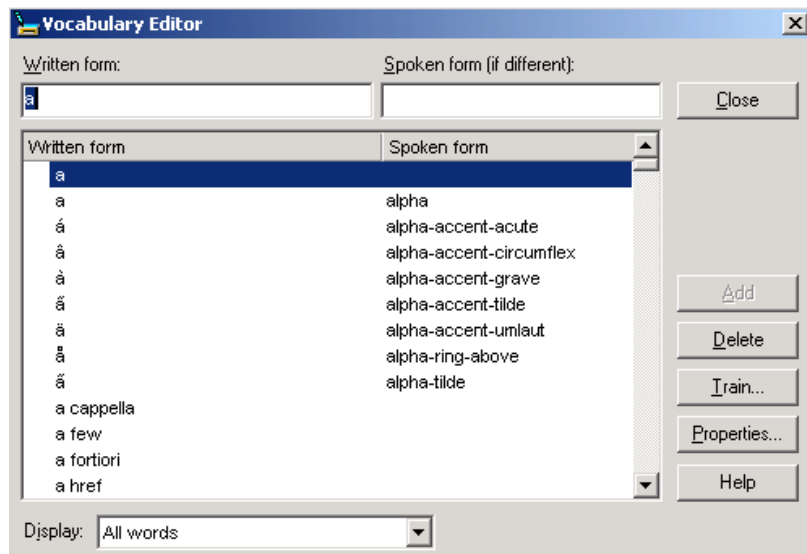 Vocabulary Editor
Written form: Spoken form (if different):
a
Close
Written form Spoken form
a
a alpha
á alpha-accent-acute
â alpha-accent-circumflex
à alpha-accent-grave
ã alpha-accent-tilde
ä alpha-accent-umlaut
å alpha-ring-above
ã alpha-tilde
a cappella
a few
a fortiori
a href
Add
Delete
Train...
Properties...
Help
Display: All words